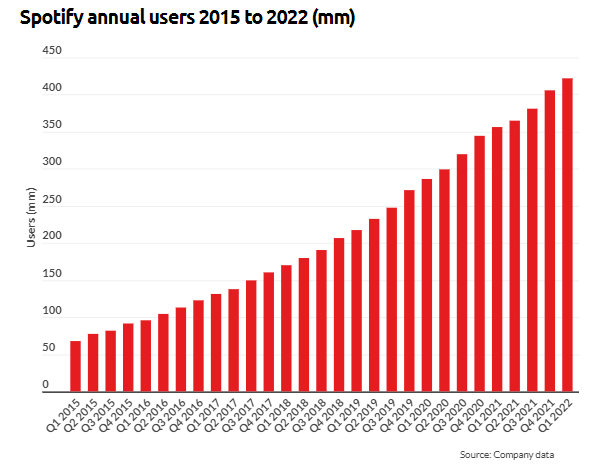 Spotify annual users 2015 to 2022 (mm)
450
400
350
300
250
200
150
100
50
0
Users (mm)
Q1 2015
Q2 2015
Q3 2015
Q4 2015
Q1 2016
Q2 2016
Q3 2016
Q4 2016
Q1 2017
Q2 2017
Q3 2017
Q4 2017
Q1 2018
Q2 2018
Q3 2018
Q4 2018
Q1 2019
Q2 2019
Q3 2019
Q4 2019
Q1 2020
Q2 2020
Q3 2020
Q4 2020
Q1 2021
Q2 2021
Q3 2021
Q4 2021
Q1 2022
Source: Company data